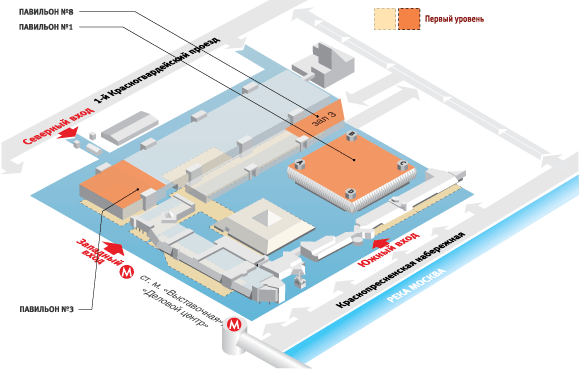 ПАВИЛЬОН №8
ПАВИЛЬОН №1
Первый уровень
1-й Красногвардейский проезд
Северный вход
зал 3
A
B
C
D
Западный
вход
М
Южный вход
Краснопресненская набережная
РЕКА МОСКВА
ст. м. «Выставочная»
«Деловой центр»
М
ПАВИЛЬОН №3